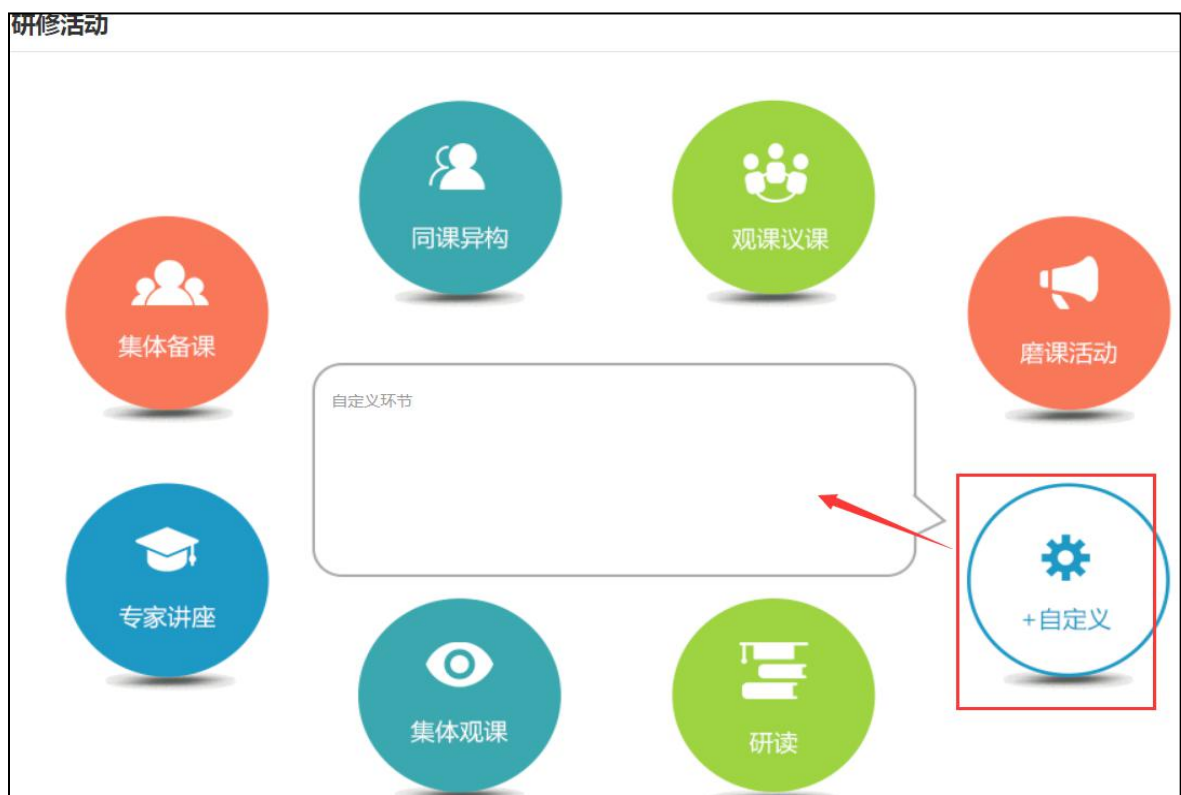 研修活动
同课异构
观课议课
集体备课
磨课活动
自定义环节
专家讲座
+自定义
集体观课
研读